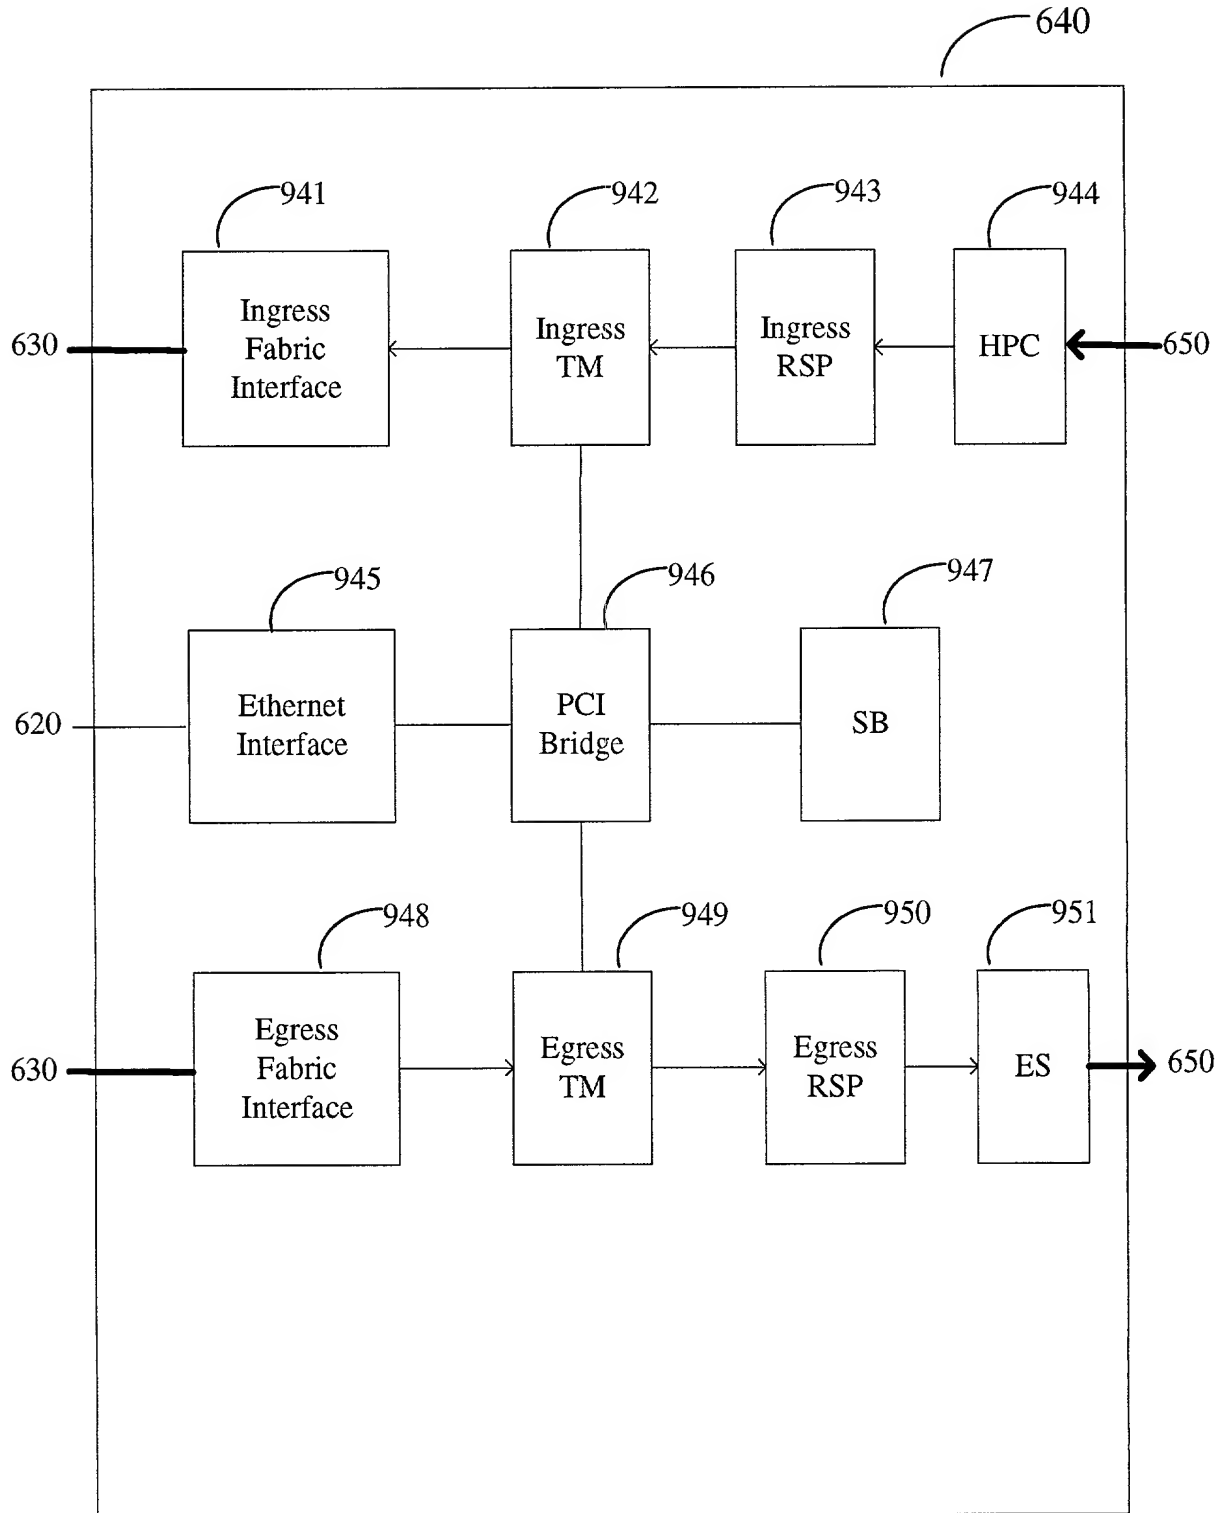 640
941
942
943
944
630
Ingress
Fabric
Interface
Ingress
TM
Ingress
RSP
HPC
650
945
946
947
620
Ethernet
Interface
PCI
Bridge
SB
948
949
950
951
630
Egress
Fabric
Interface
Egress
TM
Egress
RSP
ES
650